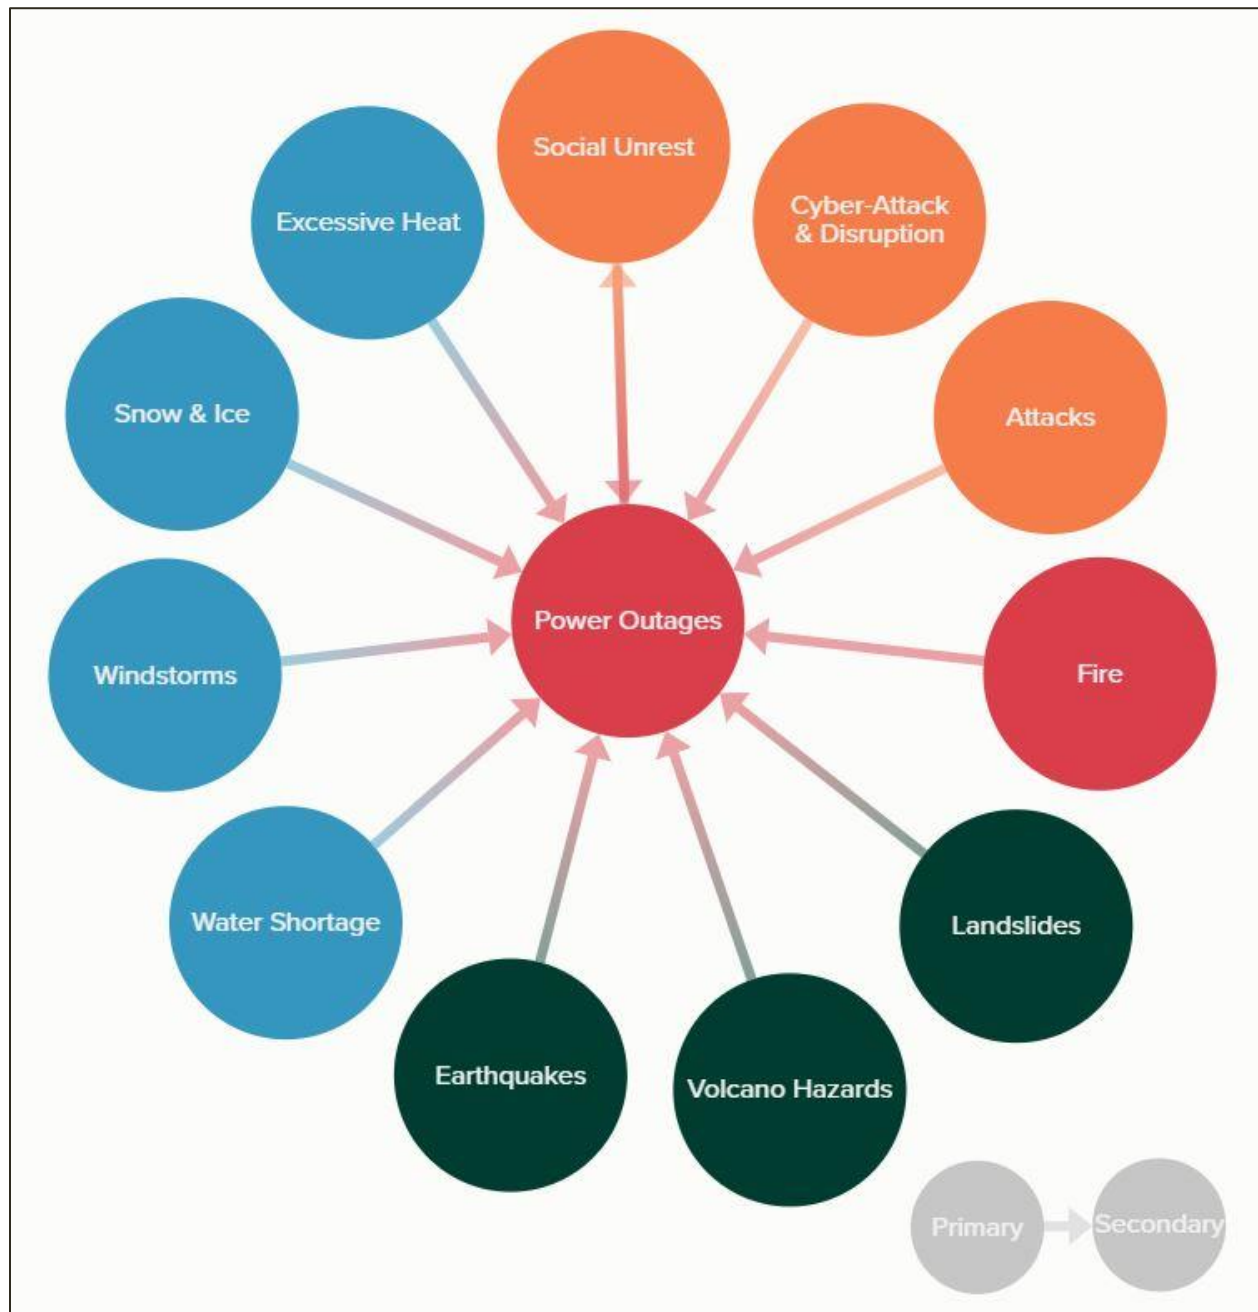 Social Unrest
Cyber-Attack
& Disruption
Excessive Heat
Snow & Ice
Attacks
Power Outages
Windstorms
Fire
Water Shortage
Landslides
Earthquakes
Volcano Hazards
Primary
Secondary